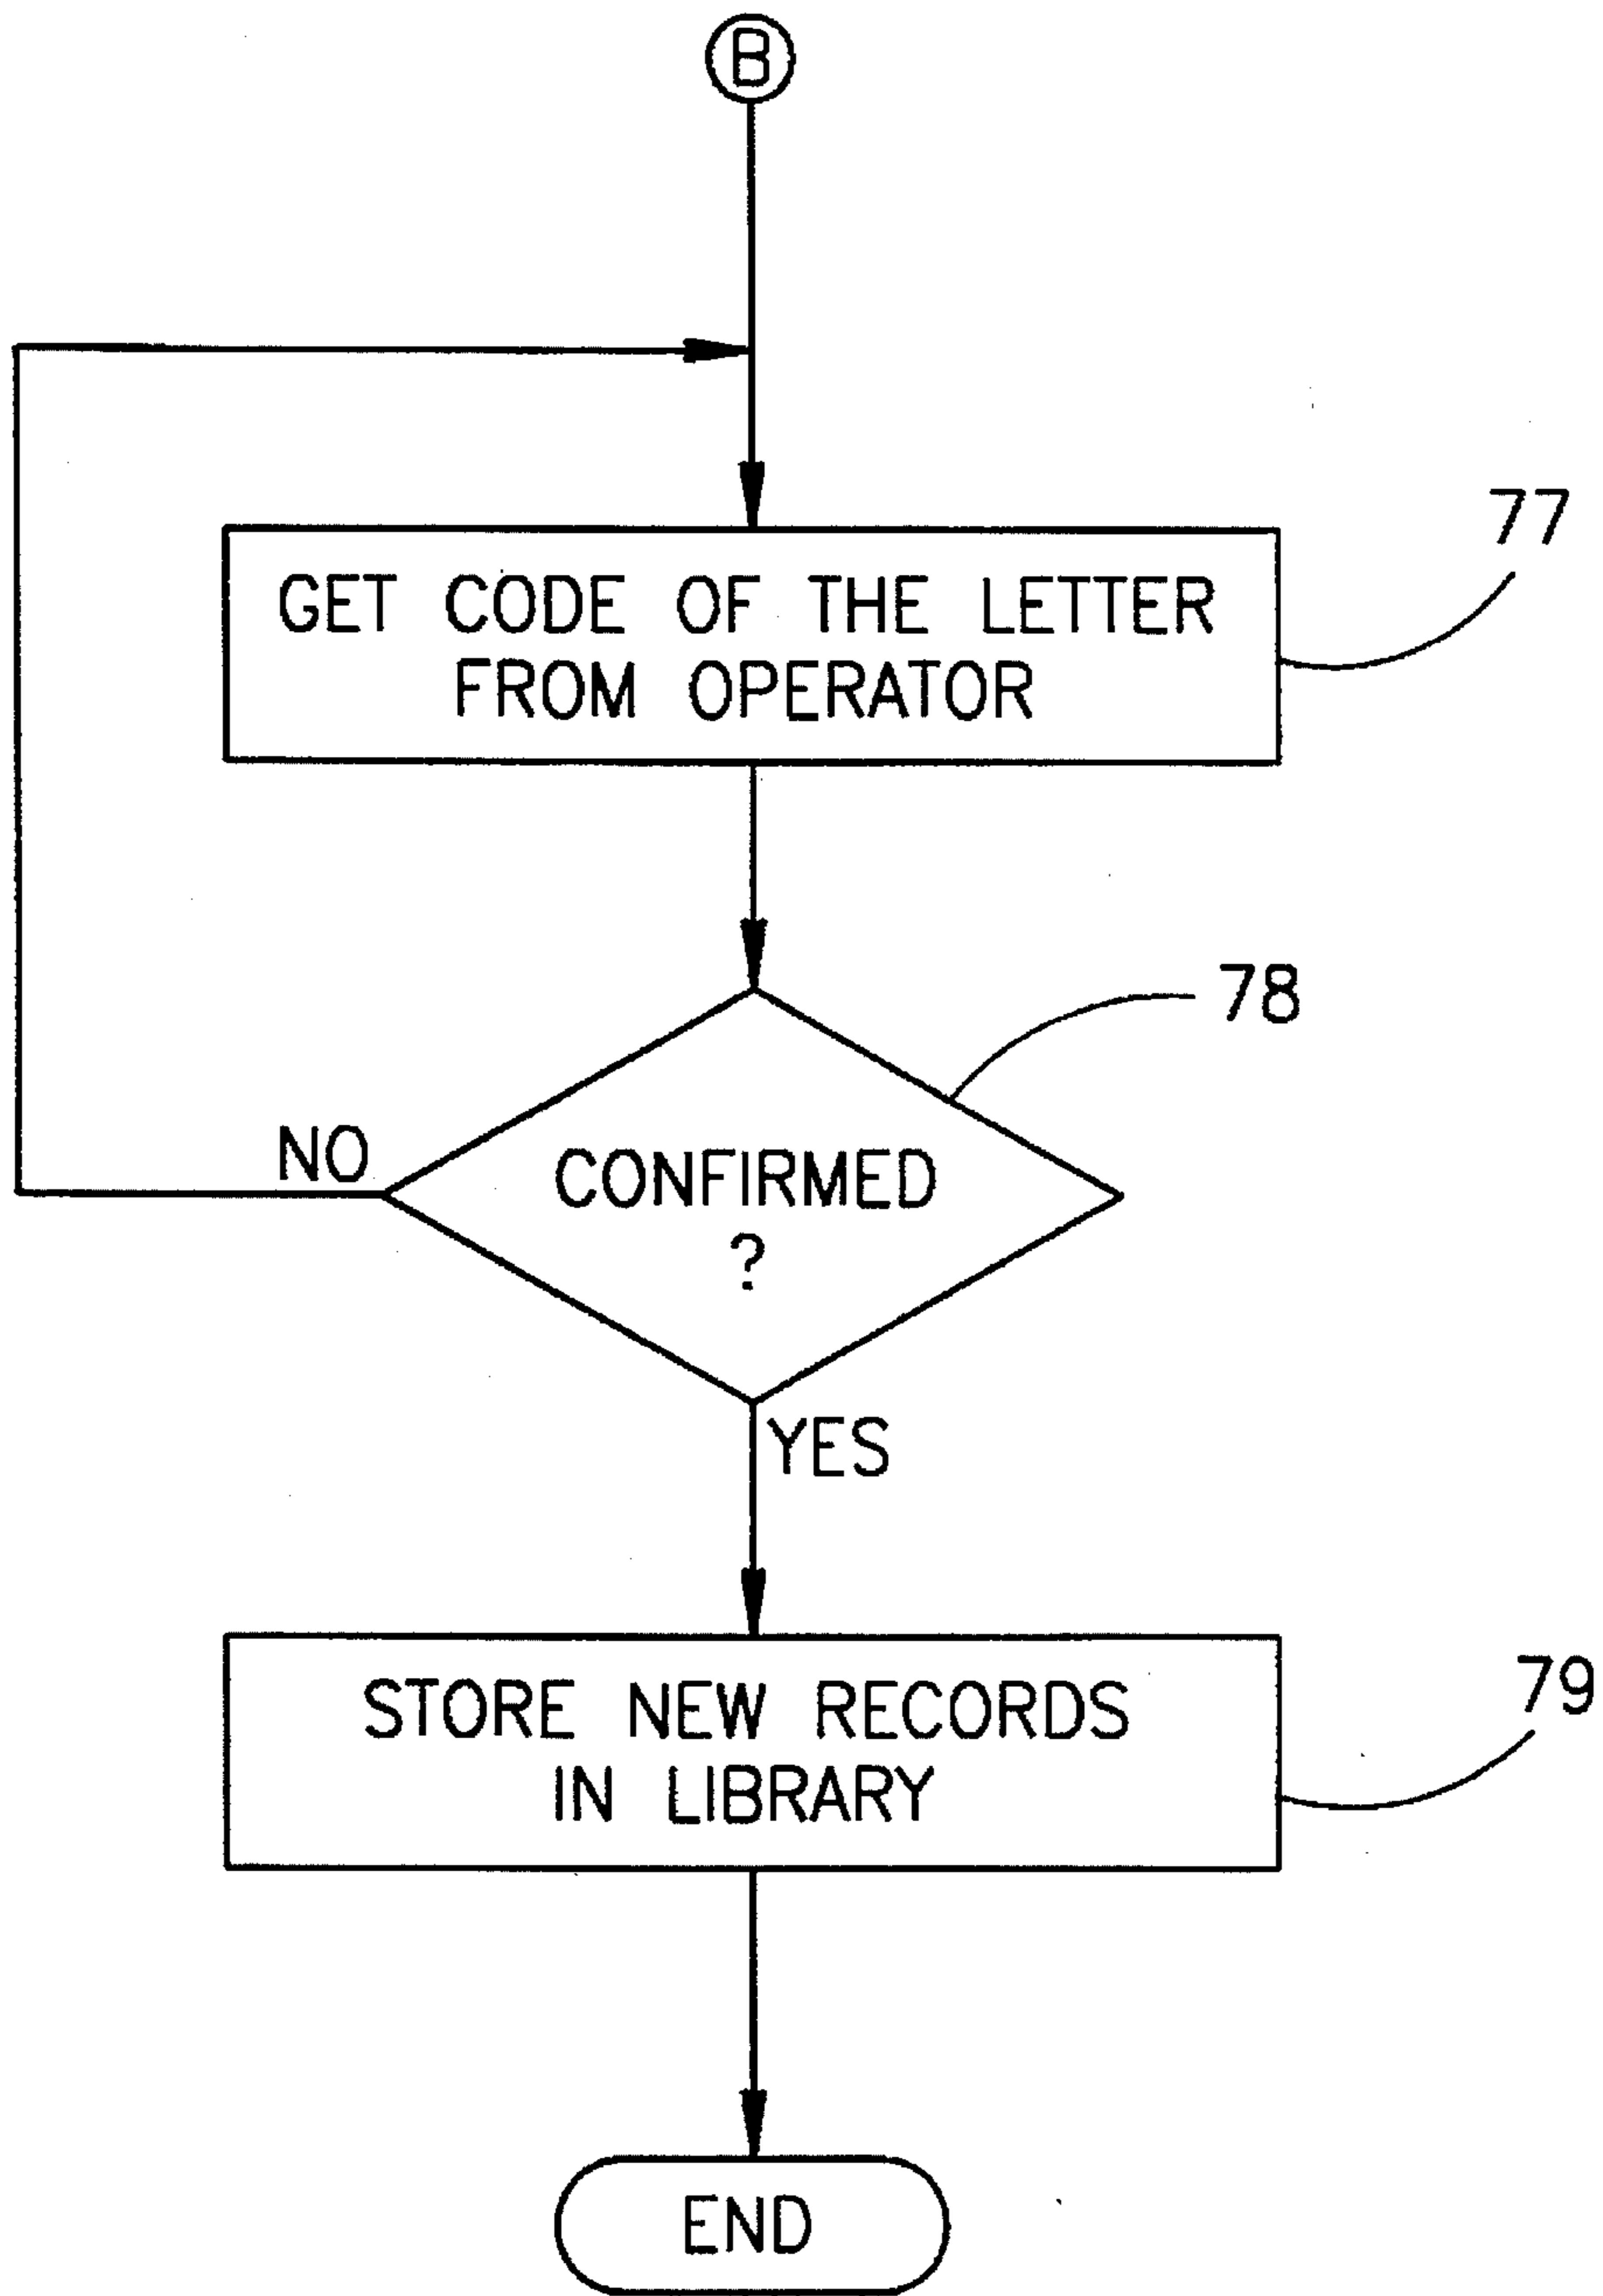 B
GET CODE OF THE LETTER
FROM OPERATOR
77
78
NO
CONFIRMED
?
YES
STORE NEW RECORDS
IN LIBRARY
79
END